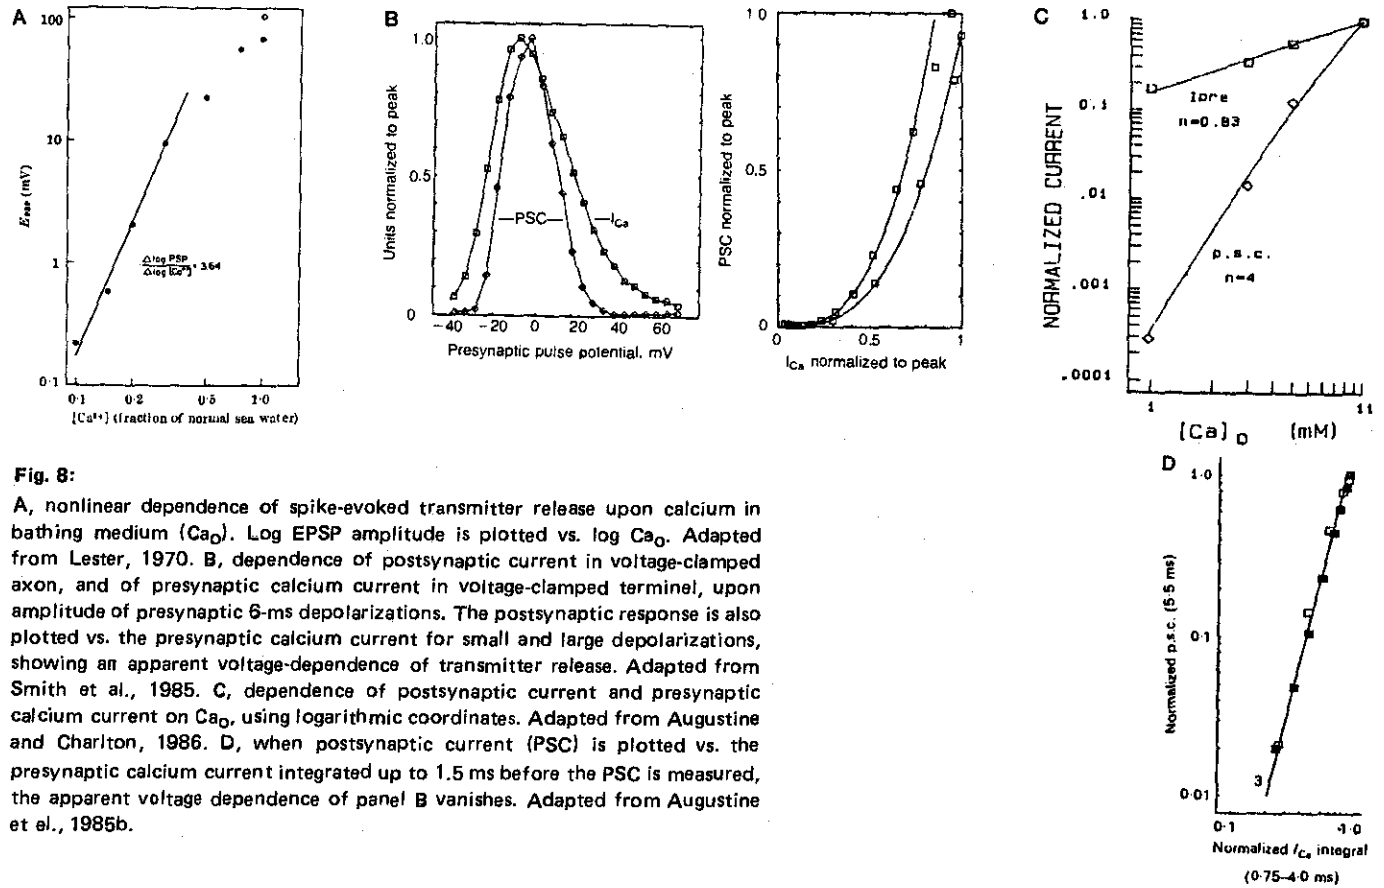 A
100
10
1
0·1
(mV)
0·1
0·2
0·5
1·0
[Ca²⁺] (fraction of normal sea water)
Δ log PSP
Δ log [Ca²⁺]
3.64
B
Units normalized to peak
1.0
0.5
0
−40
−20
0
20
40
60
Presynaptic pulse potential, mV
PSC
I_Ca
PSC normalized to peak
1.0
0.5
0
0
0.5
1
I_Ca normalized to peak
C
NORMALIZED CURRENT
1.0
0.1
.01
.001
.0001
Ipre
n=0.83
p.s.c.
n=4
1
11
[Ca]o (mM)
D
Normalized p.s.c. (5·5 ms)
1·0
0·1
0·01
3
0·1
1·0
Normalized I_Ca integral
(0·75–4·0 ms)
Fig. 8:
A, nonlinear dependence of spike-evoked transmitter release upon calcium in
bathing medium (Ca_O). Log EPSP amplitude is plotted vs. log Ca_O. Adapted
from Lester, 1970. B, dependence of postsynaptic current in voltage-clamped
axon, and of presynaptic calcium current in voltage-clamped terminel, upon
amplitude of presynaptic 6-ms depolarizations. The postsynaptic response is also
plotted vs. the presynaptic calcium current for small and large depolarizations,
showing an apparent voltage-dependence of transmitter release. Adapted from
Smith et al., 1985. C, dependence of postsynaptic current and presynaptic
calcium current on Ca_O, using logarithmic coordinates. Adapted from Augustine
and Charlton, 1986. D, when postsynaptic current (PSC) is plotted vs. the
presynaptic calcium current integrated up to 1.5 ms before the PSC is measured,
the apparent voltage dependence of panel B vanishes. Adapted from Augustine
et el., 1985b.